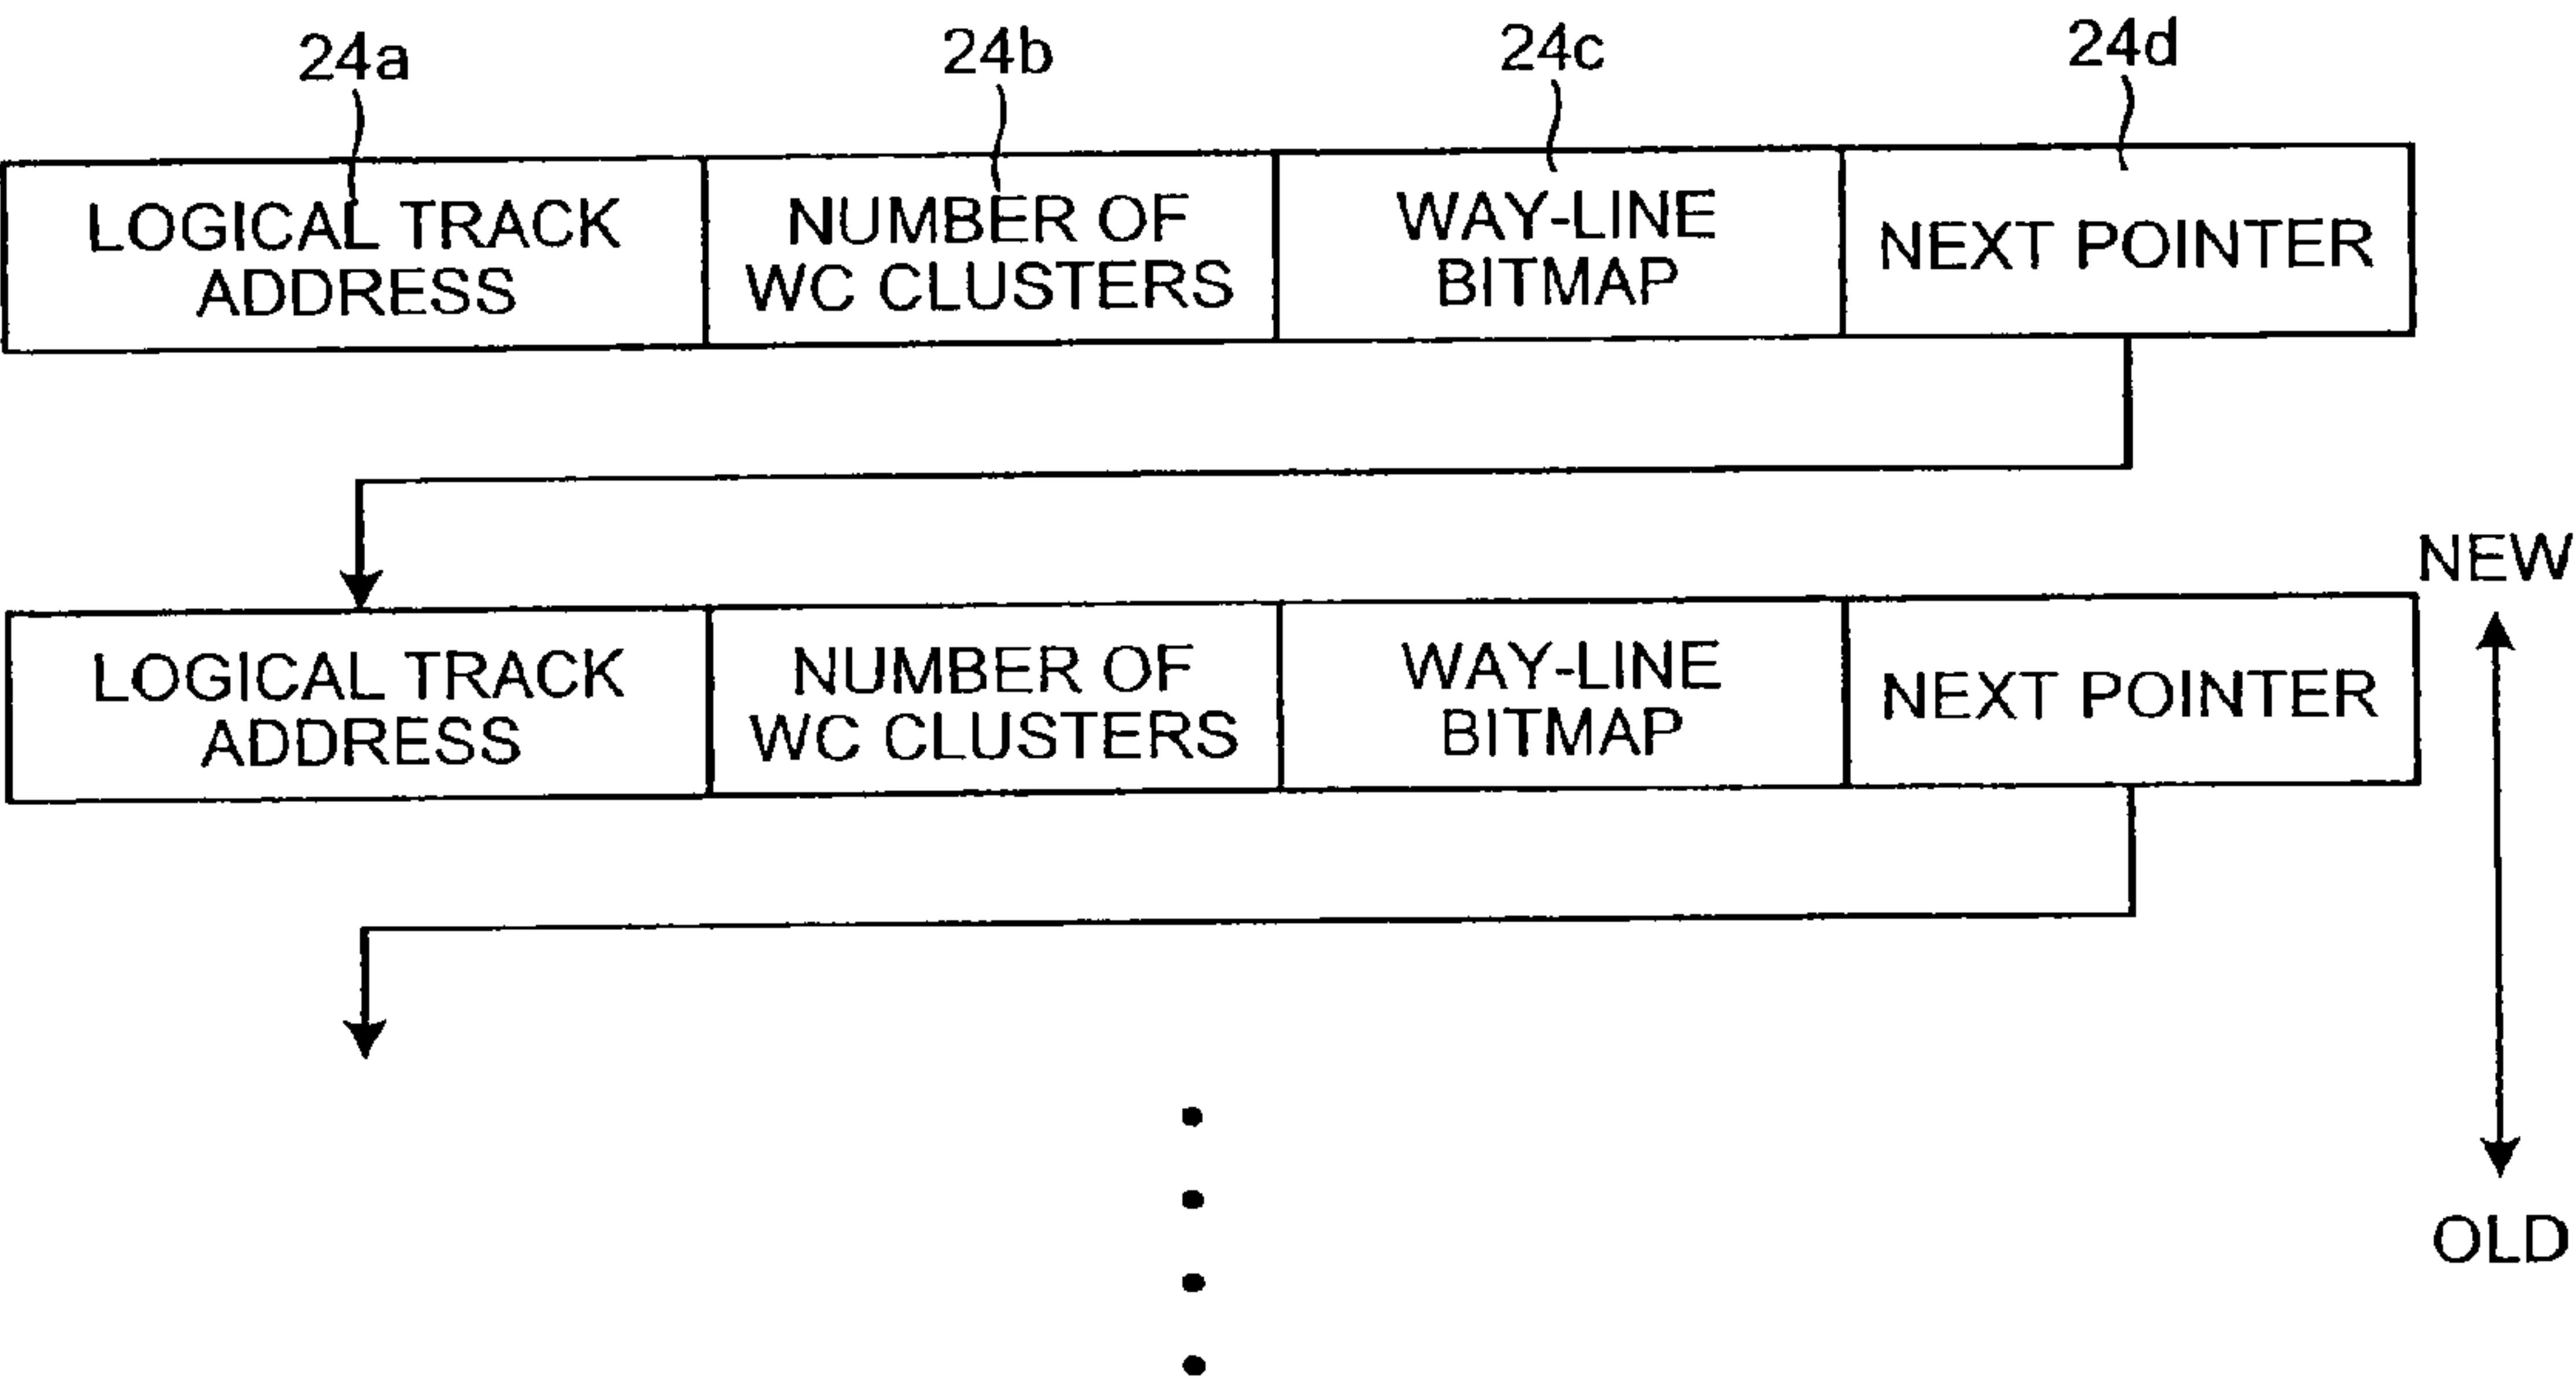 24a 24b 24c 24d
LOGICAL TRACK ADDRESS
NUMBER OF WC CLUSTERS
WAY-LINE BITMAP
NEXT POINTER
NEW
LOGICAL TRACK ADDRESS
NUMBER OF WC CLUSTERS
WAY-LINE BITMAP
NEXT POINTER
OLD